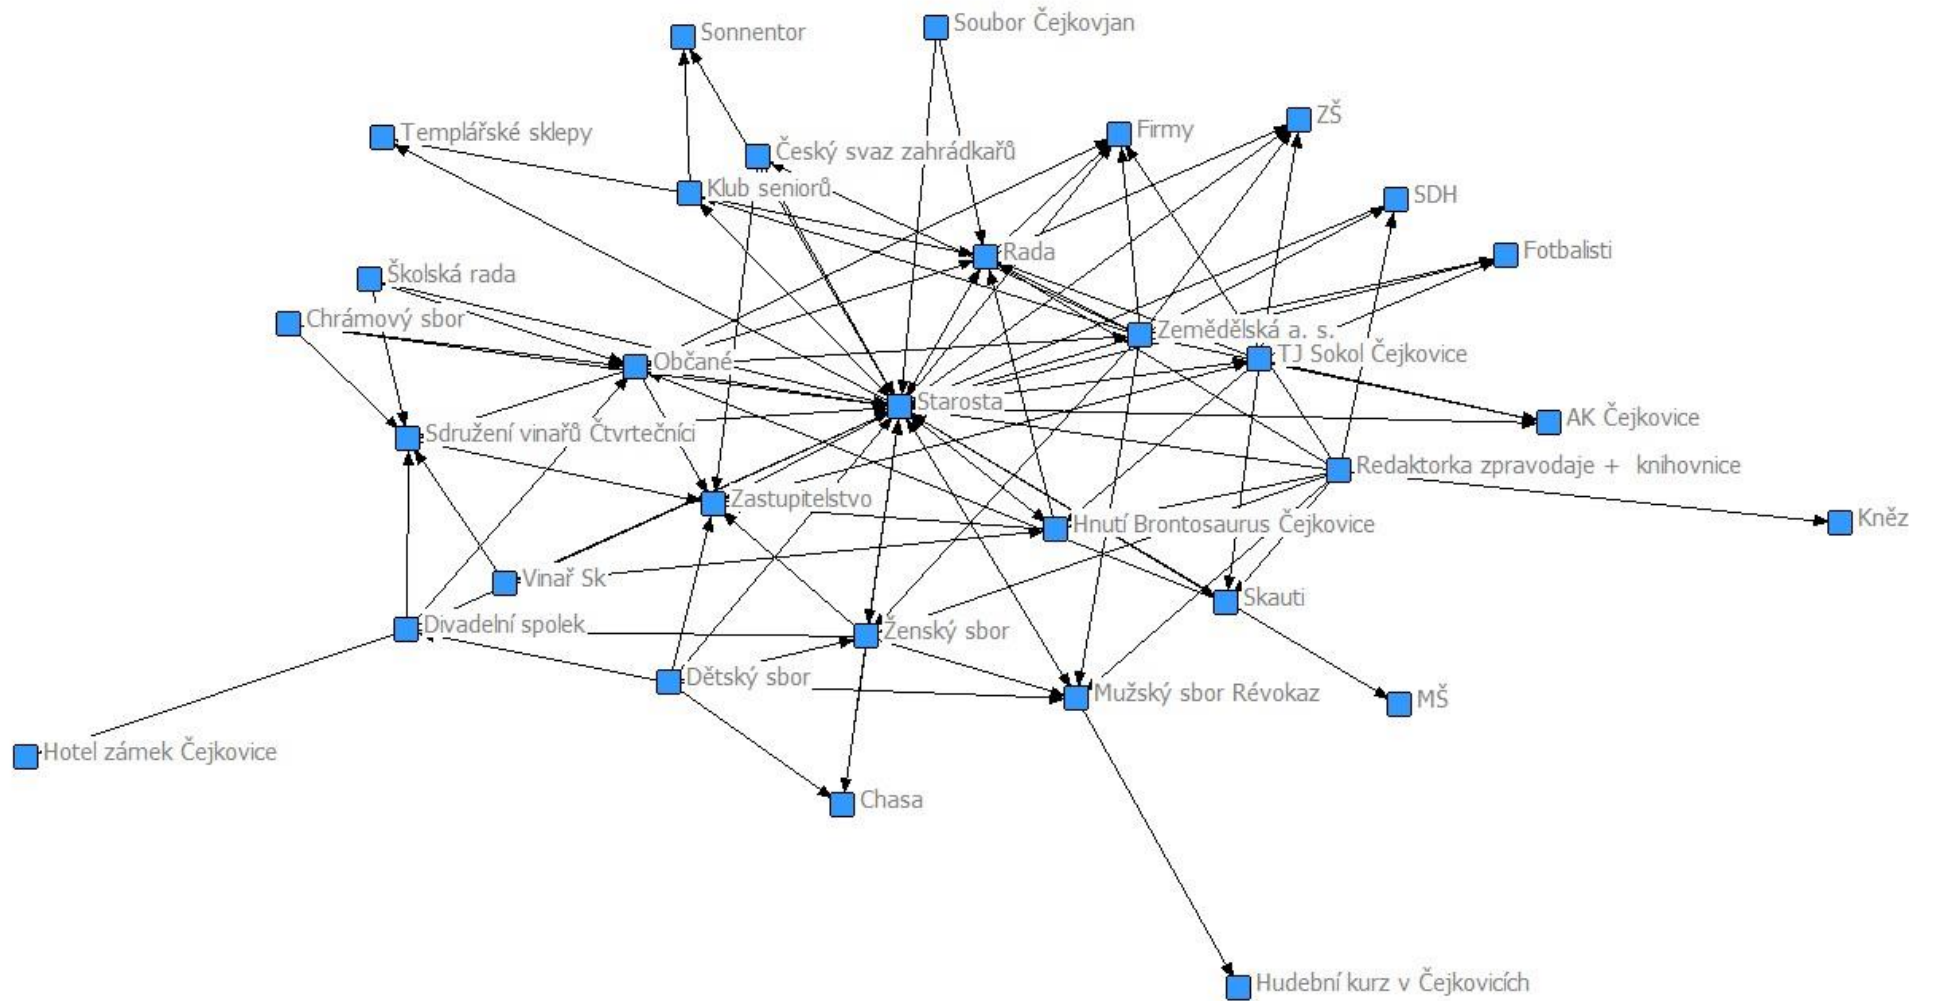 Soubor Čejkovjan
Sonnentor
ZŠ
Firmy
Templářské sklepy
Český svaz zahrádkařů
Klub seniorů
SDH
Rada
Fotbalisti
Školská rada
Chrámový sbor
Zemědělská a. s.
TJ Sokol Čejkovice
Občané
Starosta
AK Čejkovice
Sdružení vinařů Čtvrtečníci
Redaktorka zpravodaje + knihovnice
Zastupitelstvo
Kněz
Hnutí Brontosaurus Čejkovice
Vinař Sk
Skauti
Divadelní spolek
Ženský sbor
Dětský sbor
Mužský sbor Révokaz
MŠ
Hotel zámek Čejkovice
Chasa
Hudební kurz v Čejkovicích